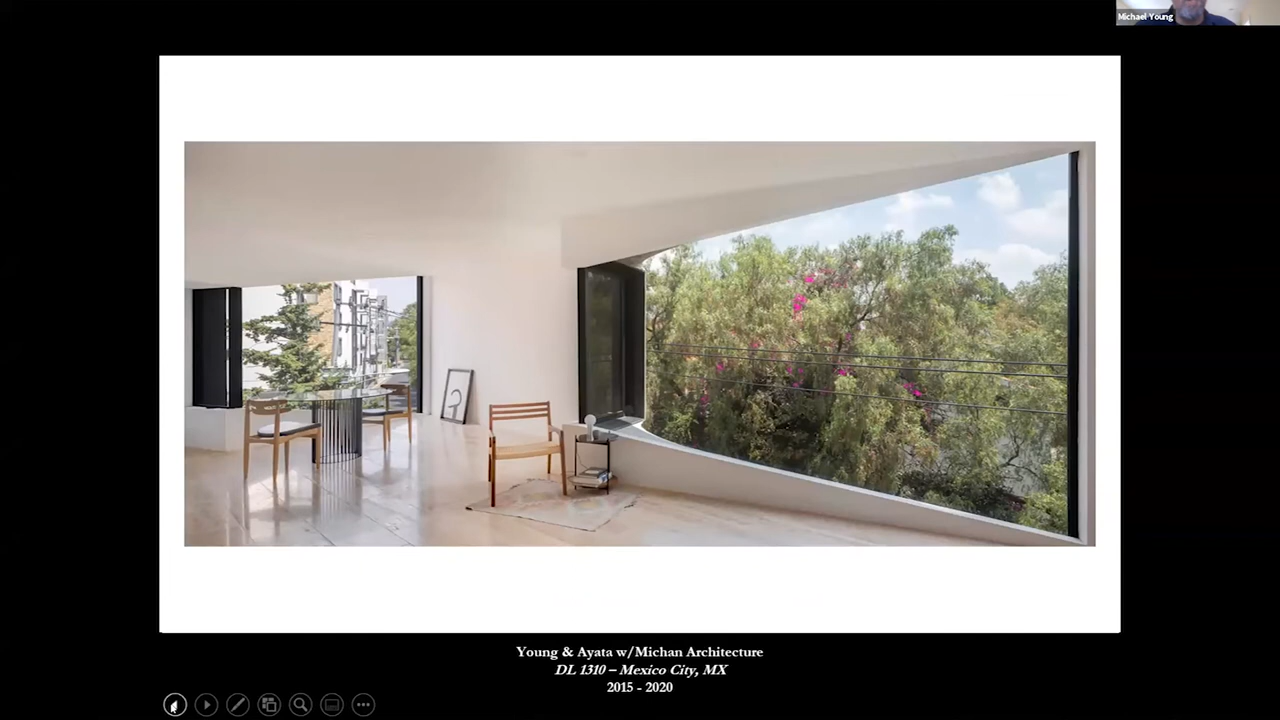 Michael Young
Young & Ayata w/Michan Architecture
DL 1310 – Mexico City, MX
2015 - 2020